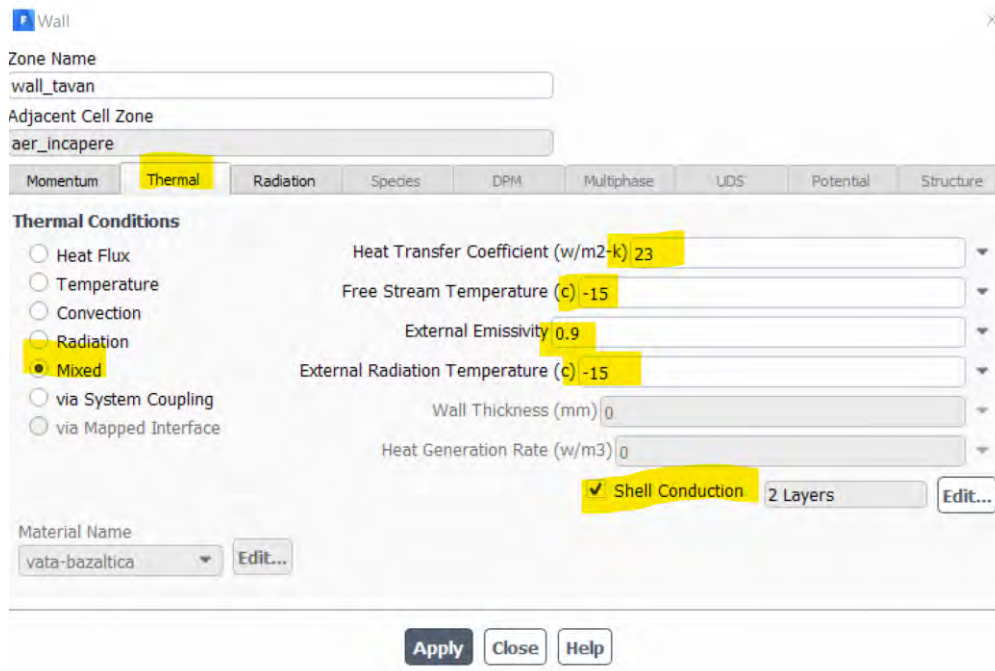 Wall
Zone Name
wall_tavan
Adjacent Cell Zone
aer_incapere
Momentum Thermal Radiation Species DPM Multiphase UDS Potential Structure
Thermal Conditions
Heat Flux
Temperature
Convection
Radiation
Mixed
via System Coupling
via Mapped Interface
Heat Transfer Coefficient (w/m2-k) 23
Free Stream Temperature (c) -15
External Emissivity 0.9
External Radiation Temperature (c) -15
Wall Thickness (mm) 0
Heat Generation Rate (w/m3) 0
Shell Conduction 2 Layers Edit...
Material Name
vata-bazaltica Edit...
Apply Close Help